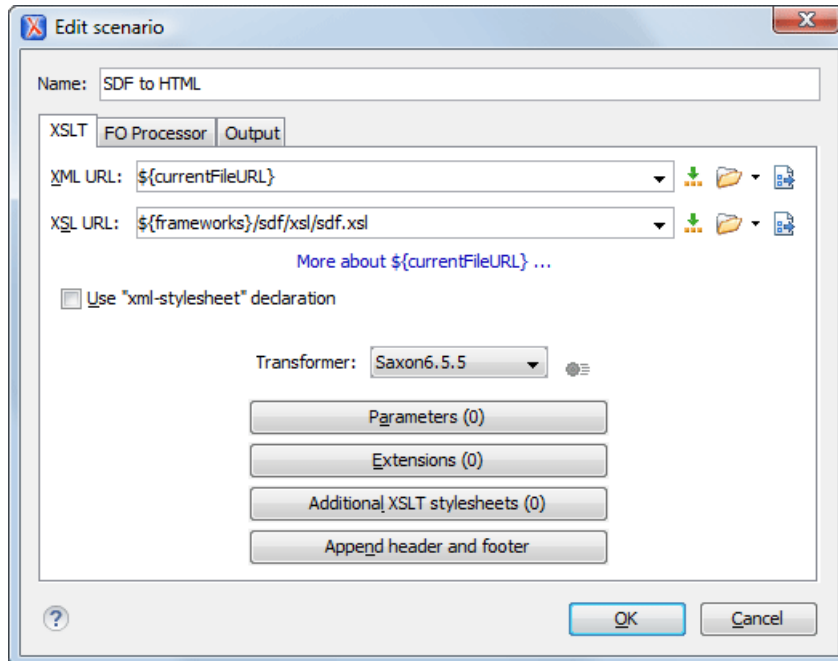 Edit scenario
Name: SDF to HTML
XSLT FO Processor Output
XML URL: ${currentFileURL}
XSL URL: ${frameworks}/sdf/xsl/sdf.xsl
More about ${currentFileURL} ...
Use "xml-stylesheet" declaration
Transformer: Saxon6.5.5
Parameters (0)
Extensions (0)
Additional XSLT stylesheets (0)
Append header and footer
? OK Cancel